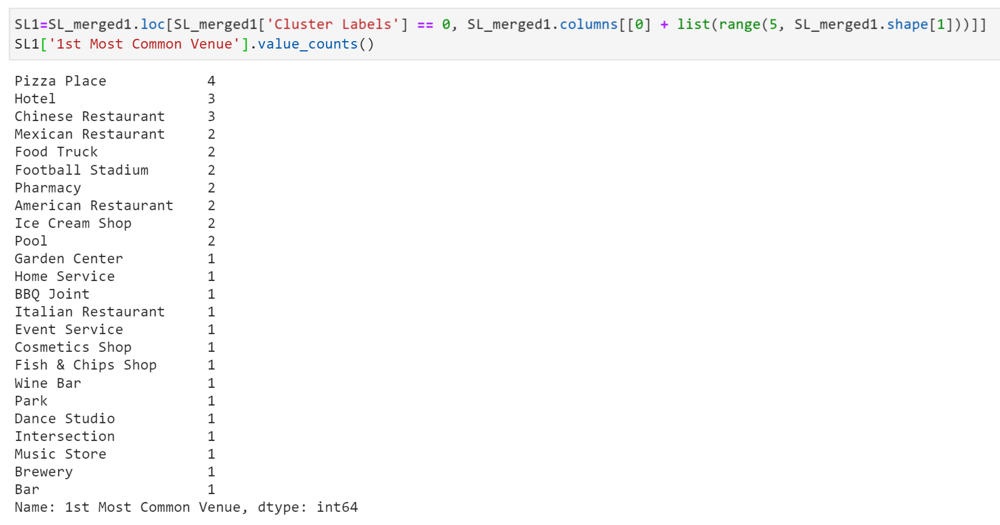 SL1=SL_merged1.loc[SL_merged1['Cluster Labels'] == 0, SL_merged1.columns[[0] + list(range(5, SL_merged1.shape[1]))]]
SL1['1st Most Common Venue'].value_counts()
Pizza Place 4
Hotel 3
Chinese Restaurant 3
Mexican Restaurant 2
Food Truck 2
Football Stadium 2
Pharmacy 2
American Restaurant 2
Ice Cream Shop 2
Pool 2
Garden Center 1
Home Service 1
BBQ Joint 1
Italian Restaurant 1
Event Service 1
Cosmetics Shop 1
Fish & Chips Shop 1
Wine Bar 1
Park 1
Dance Studio 1
Intersection 1
Music Store 1
Brewery 1
Bar 1
Name: 1st Most Common Venue, dtype: int64